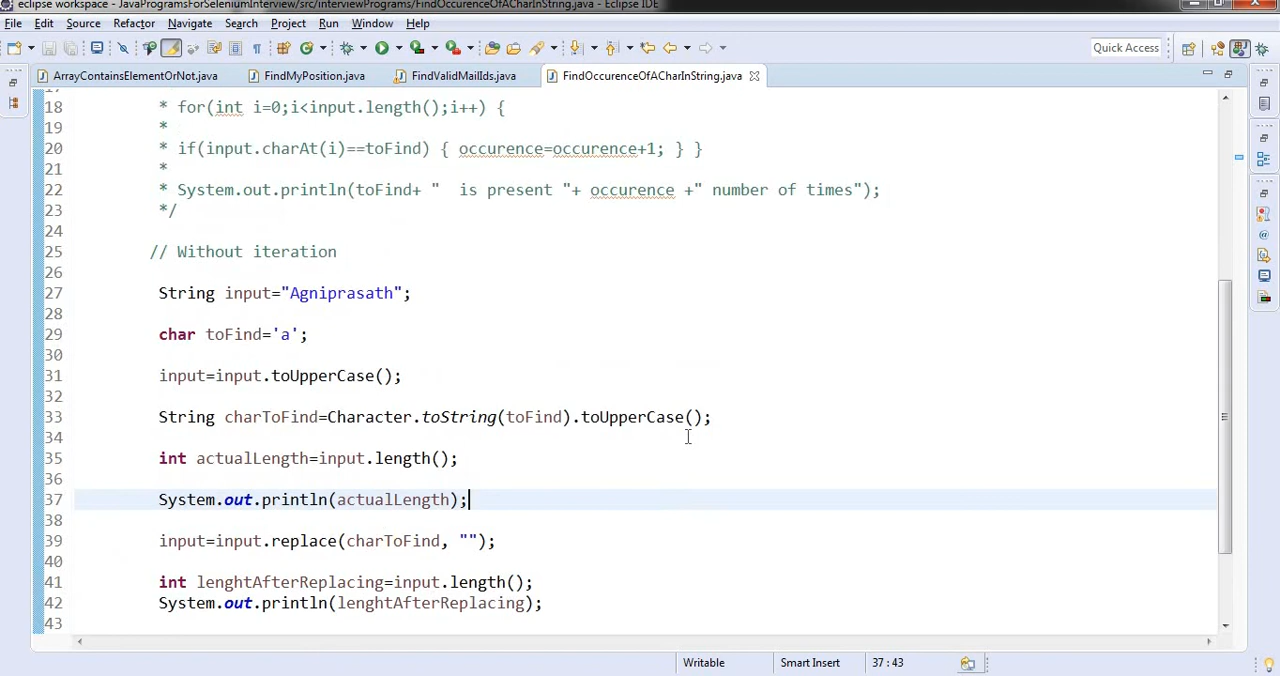 eclipse workspace - JavaProgramsForSeleniumInterview/src/interviewPrograms/FindOccurenceOfACharInString.java - Eclipse IDE
File Edit Source Refactor Navigate Search Project Run Window Help
Quick Access
ArrayContainsElementOrNot.java FindMyPosition.java FindValidMailIds.java FindOccurenceOfACharInString.java
18 * for(int i=0;i<input.length();i++) {
19 *
20 * if(input.charAt(i)==toFind) { occurence=occurence+1; } }
21 *
22 * System.out.println(toFind+ "  is present "+ occurence +" number of times");
23 */
24
25 // Without iteration
26
27 String input="Agniprasath";
28
29 char toFind='a';
30
31 input=input.toUpperCase();
32
33 String charToFind=Character.toString(toFind).toUpperCase();
34
35 int actualLength=input.length();
36
37 System.out.println(actualLength);
38
39 input=input.replace(charToFind, "");
40
41 int lenghtAfterReplacing=input.length();
42 System.out.println(lenghtAfterReplacing);
43
Writable Smart Insert 37 : 43